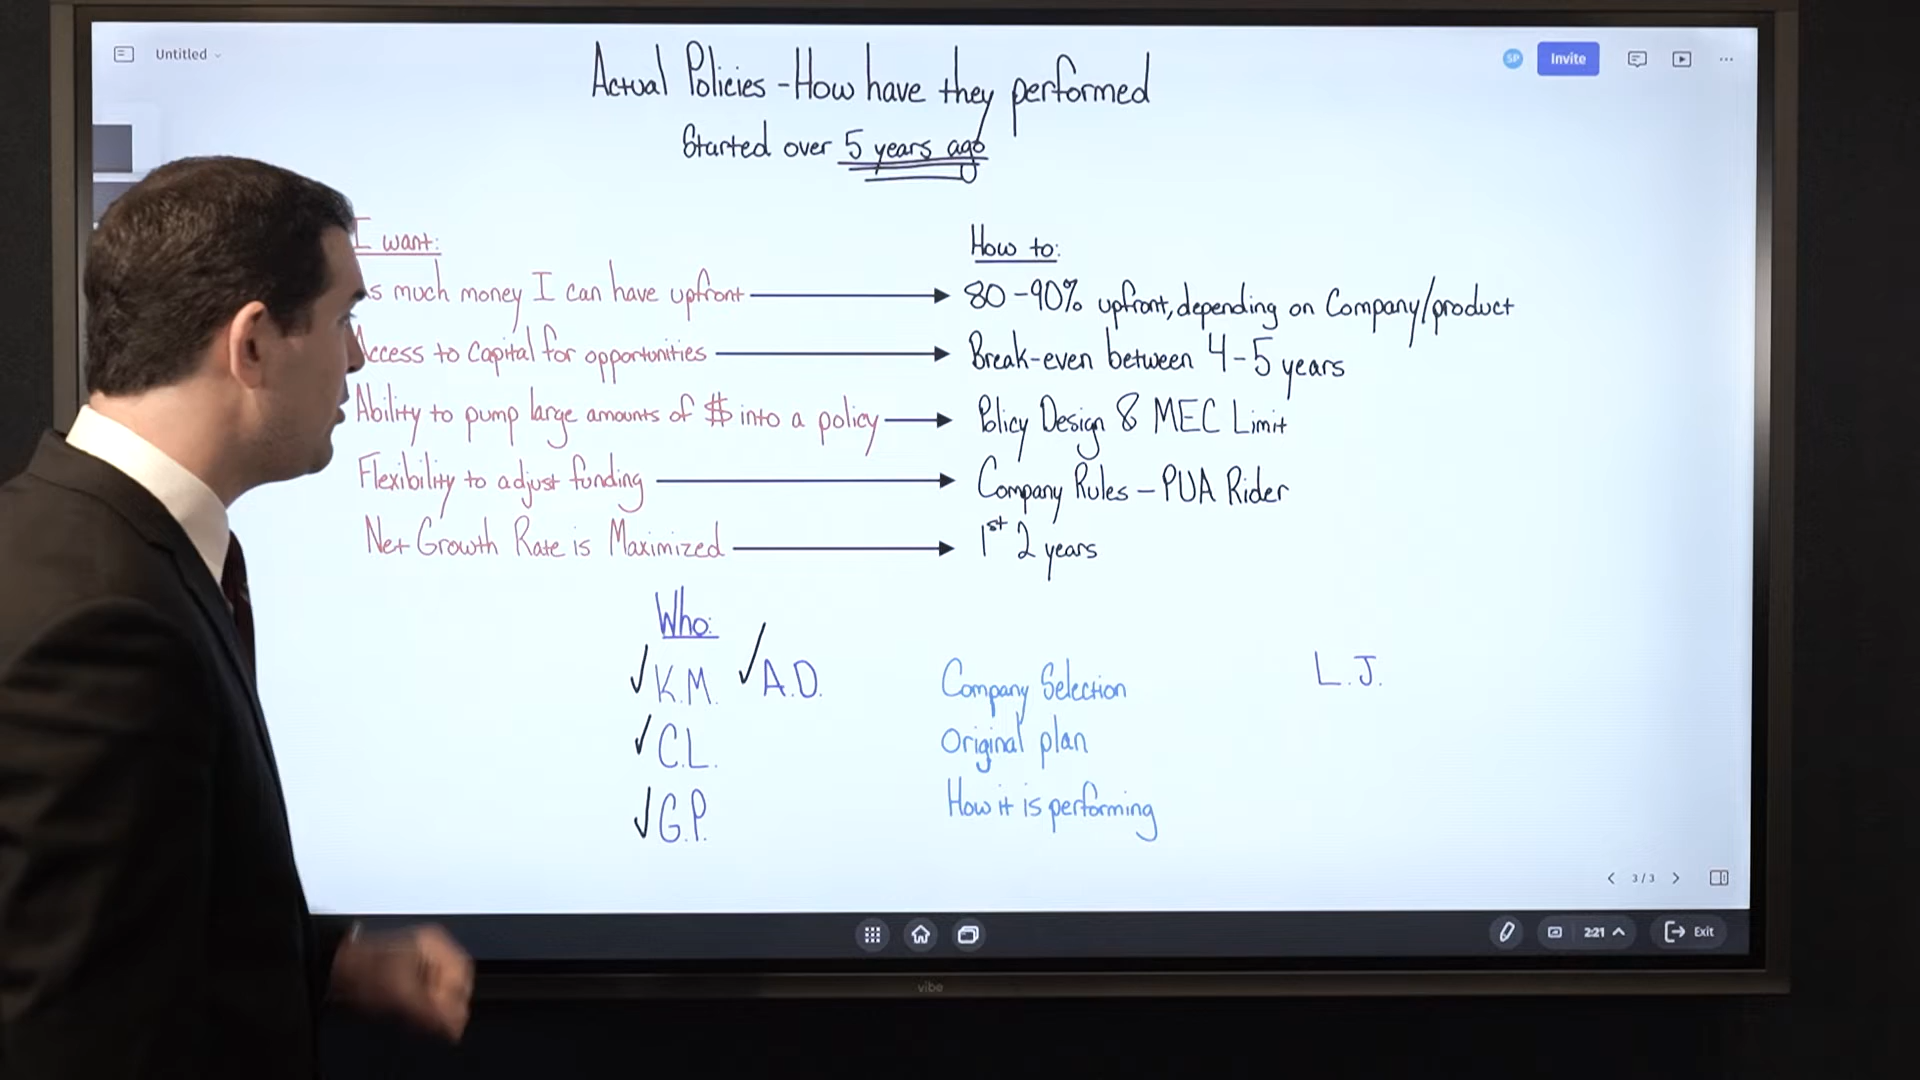 Untitled
SP
Invite
Actual Policies - How have they performed
Started over 5 years ago
I want:
As much money I can have upfront
Access to Capital for opportunities
Ability to pump large amounts of $ into a policy
Flexibility to adjust funding
Net Growth Rate is Maximized
How to:
80-90% upfront, depending on Company/product
Break-even between 4-5 years
Policy Design & MEC Limit
Company Rules - PUA Rider
1st 2 years
Who:
✓ K.M. ✓ A.D.
✓ C.L.
✓ G.P.
Company Selection
Original plan
How it is performing
L.J.
3/3
2:21
Exit
vibe